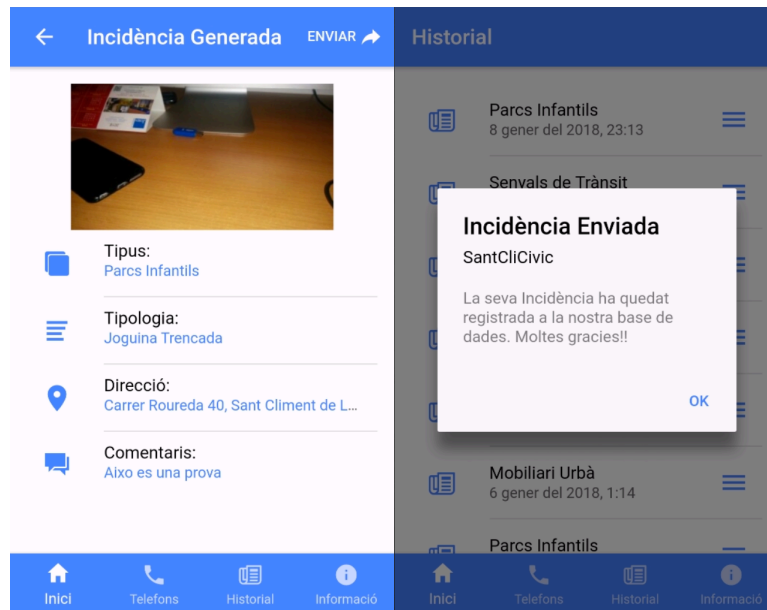 Incidència Generada
ENVIAR
Tipus:
Parcs Infantils
Tipologia:
Joguina Trencada
Direcció:
Carrer Roureda 40, Sant Climent de L...
Comentaris:
Aixo es una prova
Inici
Telefons
Historial
Informació
Historial
Parcs Infantils
8 gener del 2018, 23:13
Senyals de Trànsit
Incidència Enviada
SantCliCivic
La seva Incidència ha quedat
registrada a la nostra base de
dades. Moltes gracies!!
OK
Mobiliari Urbà
6 gener del 2018, 1:14
Parcs Infantils
Inici
Telefons
Historial
Informació